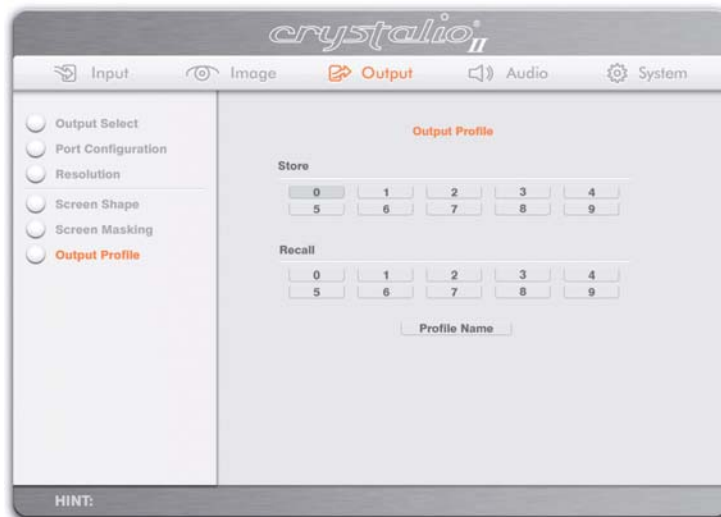 crystalio II
Input Image Output Audio System
Output Select
Port Configuration
Resolution
Screen Shape
Screen Masking
Output Profile
Output Profile
Store
0 1 2 3 4
5 6 7 8 9
Recall
0 1 2 3 4
5 6 7 8 9
Profile Name
HINT: